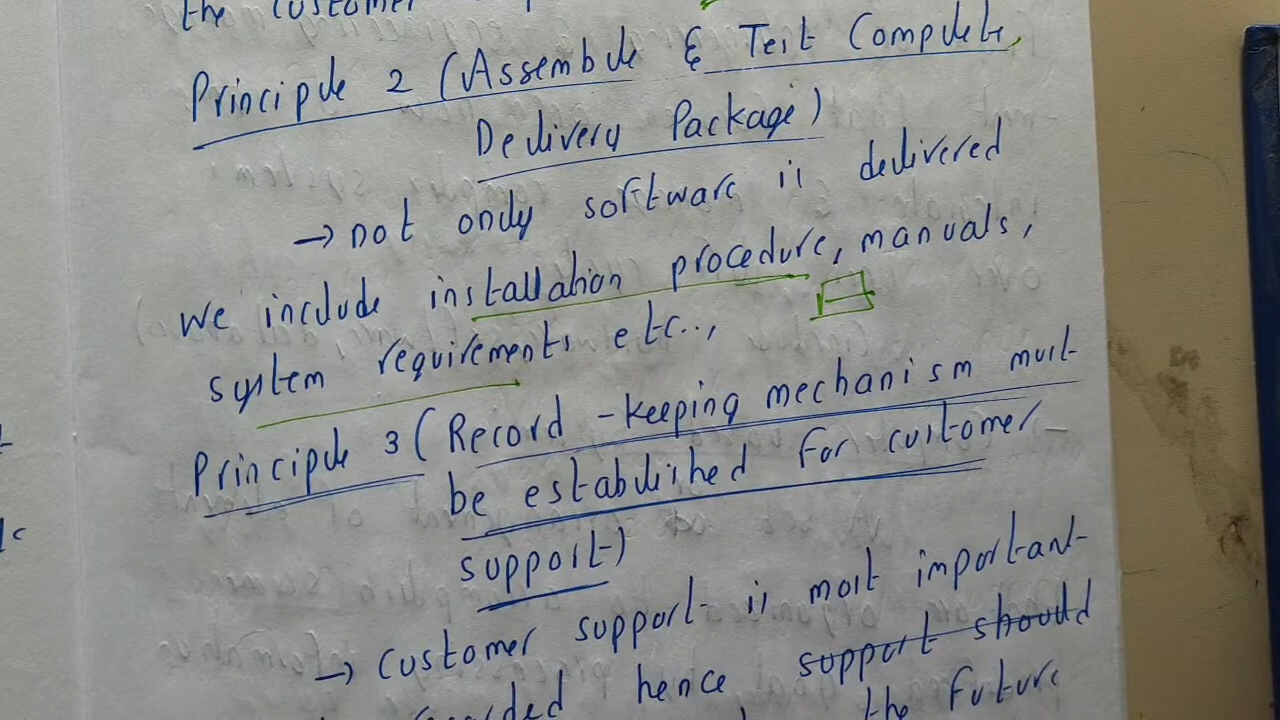 the customer
Principle 2 (Assemble & Test Complete
Delivery Package)
→ not only software is delivered
we include installation procedure, manuals,
system requirements etc..,
Principle 3 (Record -keeping mechanism must
be established for customer
support)
→ customer support is most important
hence support should
the future